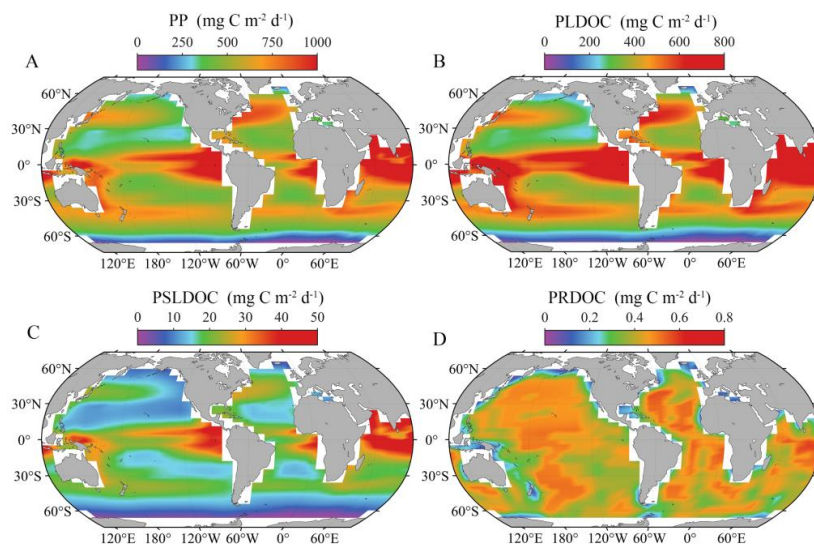 PP (mg C m⁻² d⁻¹)
PLDOC (mg C m⁻² d⁻¹)
0 250 500 750 1000
0 200 400 600 800
A
B
60°N
30°N
0°
30°S
60°S
120°E 180° 120°W 60°W 0° 60°E
60°N
30°N
0°
30°S
60°S
120°E 180° 120°W 60°W 0° 60°E
PSLDOC (mg C m⁻² d⁻¹)
PRDOC (mg C m⁻² d⁻¹)
0 10 20 30 40 50
0 0.2 0.4 0.6 0.8
C
D
60°N
30°N
0°
30°S
60°S
120°E 180° 120°W 60°W 0° 60°E
60°N
30°N
0°
30°S
60°S
120°E 180° 120°W 60°W 0° 60°E